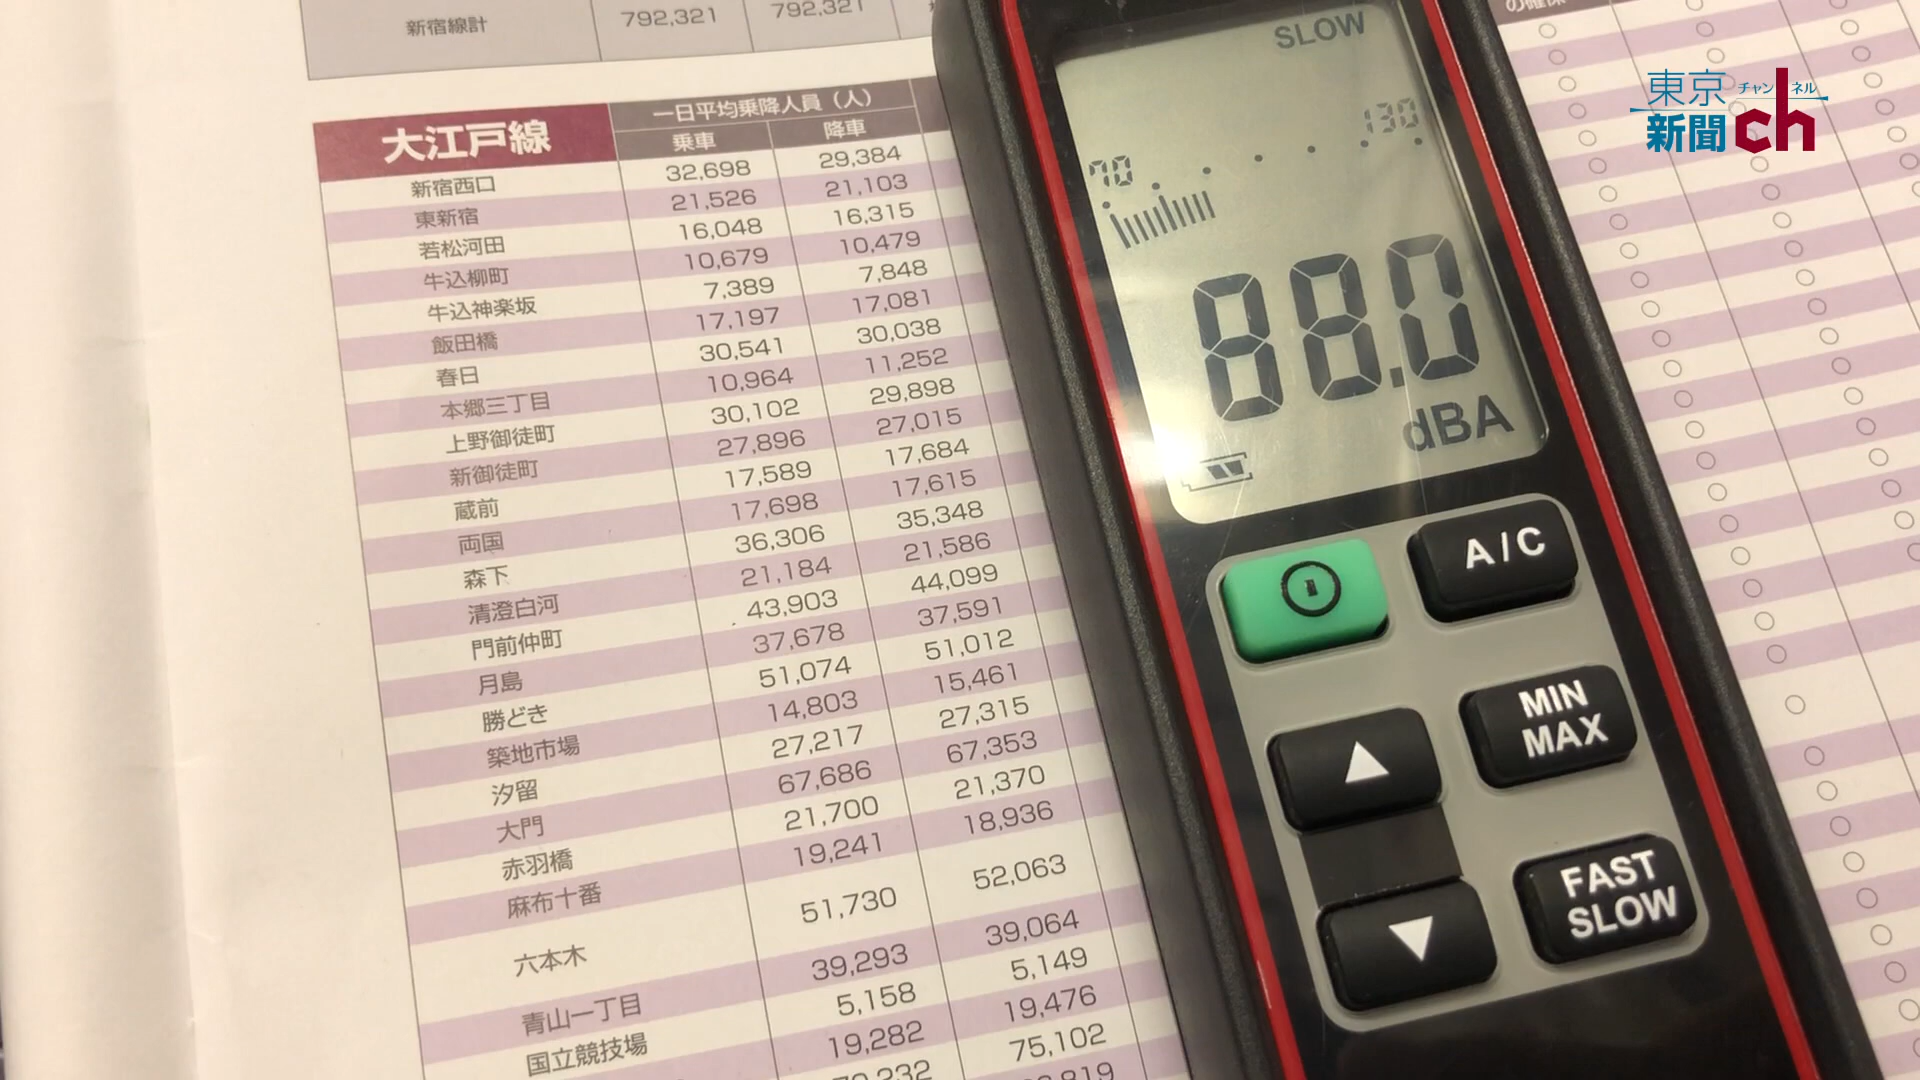 新宿線計 792,321 792,321
大江戸線 一日平均乗降人員（人）
乗車 降車
新宿西口 32,698 29,384
東新宿 21,526 21,103
若松河田 16,048 16,315
牛込柳町 10,679 10,479
牛込神楽坂 7,389 7,848
飯田橋 17,197 17,081
春日 30,541 30,038
本郷三丁目 10,964 11,252
上野御徒町 30,102 29,898
新御徒町 27,896 27,015
蔵前 17,589 17,684
両国 17,698 17,615
森下 36,306 35,348
清澄白河 21,184 21,586
門前仲町 43,903 44,099
月島 37,678 37,591
勝どき 51,074 51,012
築地市場 14,803 15,461
汐留 27,217 27,315
大門 67,686 67,353
赤羽橋 21,700 21,370
麻布十番 19,241 18,936
六本木 51,730 52,063
青山一丁目 39,293 39,064
国立競技場 5,158 5,149
19,282 19,476
75,102
SLOW
70 130
88.0
dBA
A/C
MIN
MAX
▲
▼
FAST
SLOW
東京
新聞
チャンネル
ch